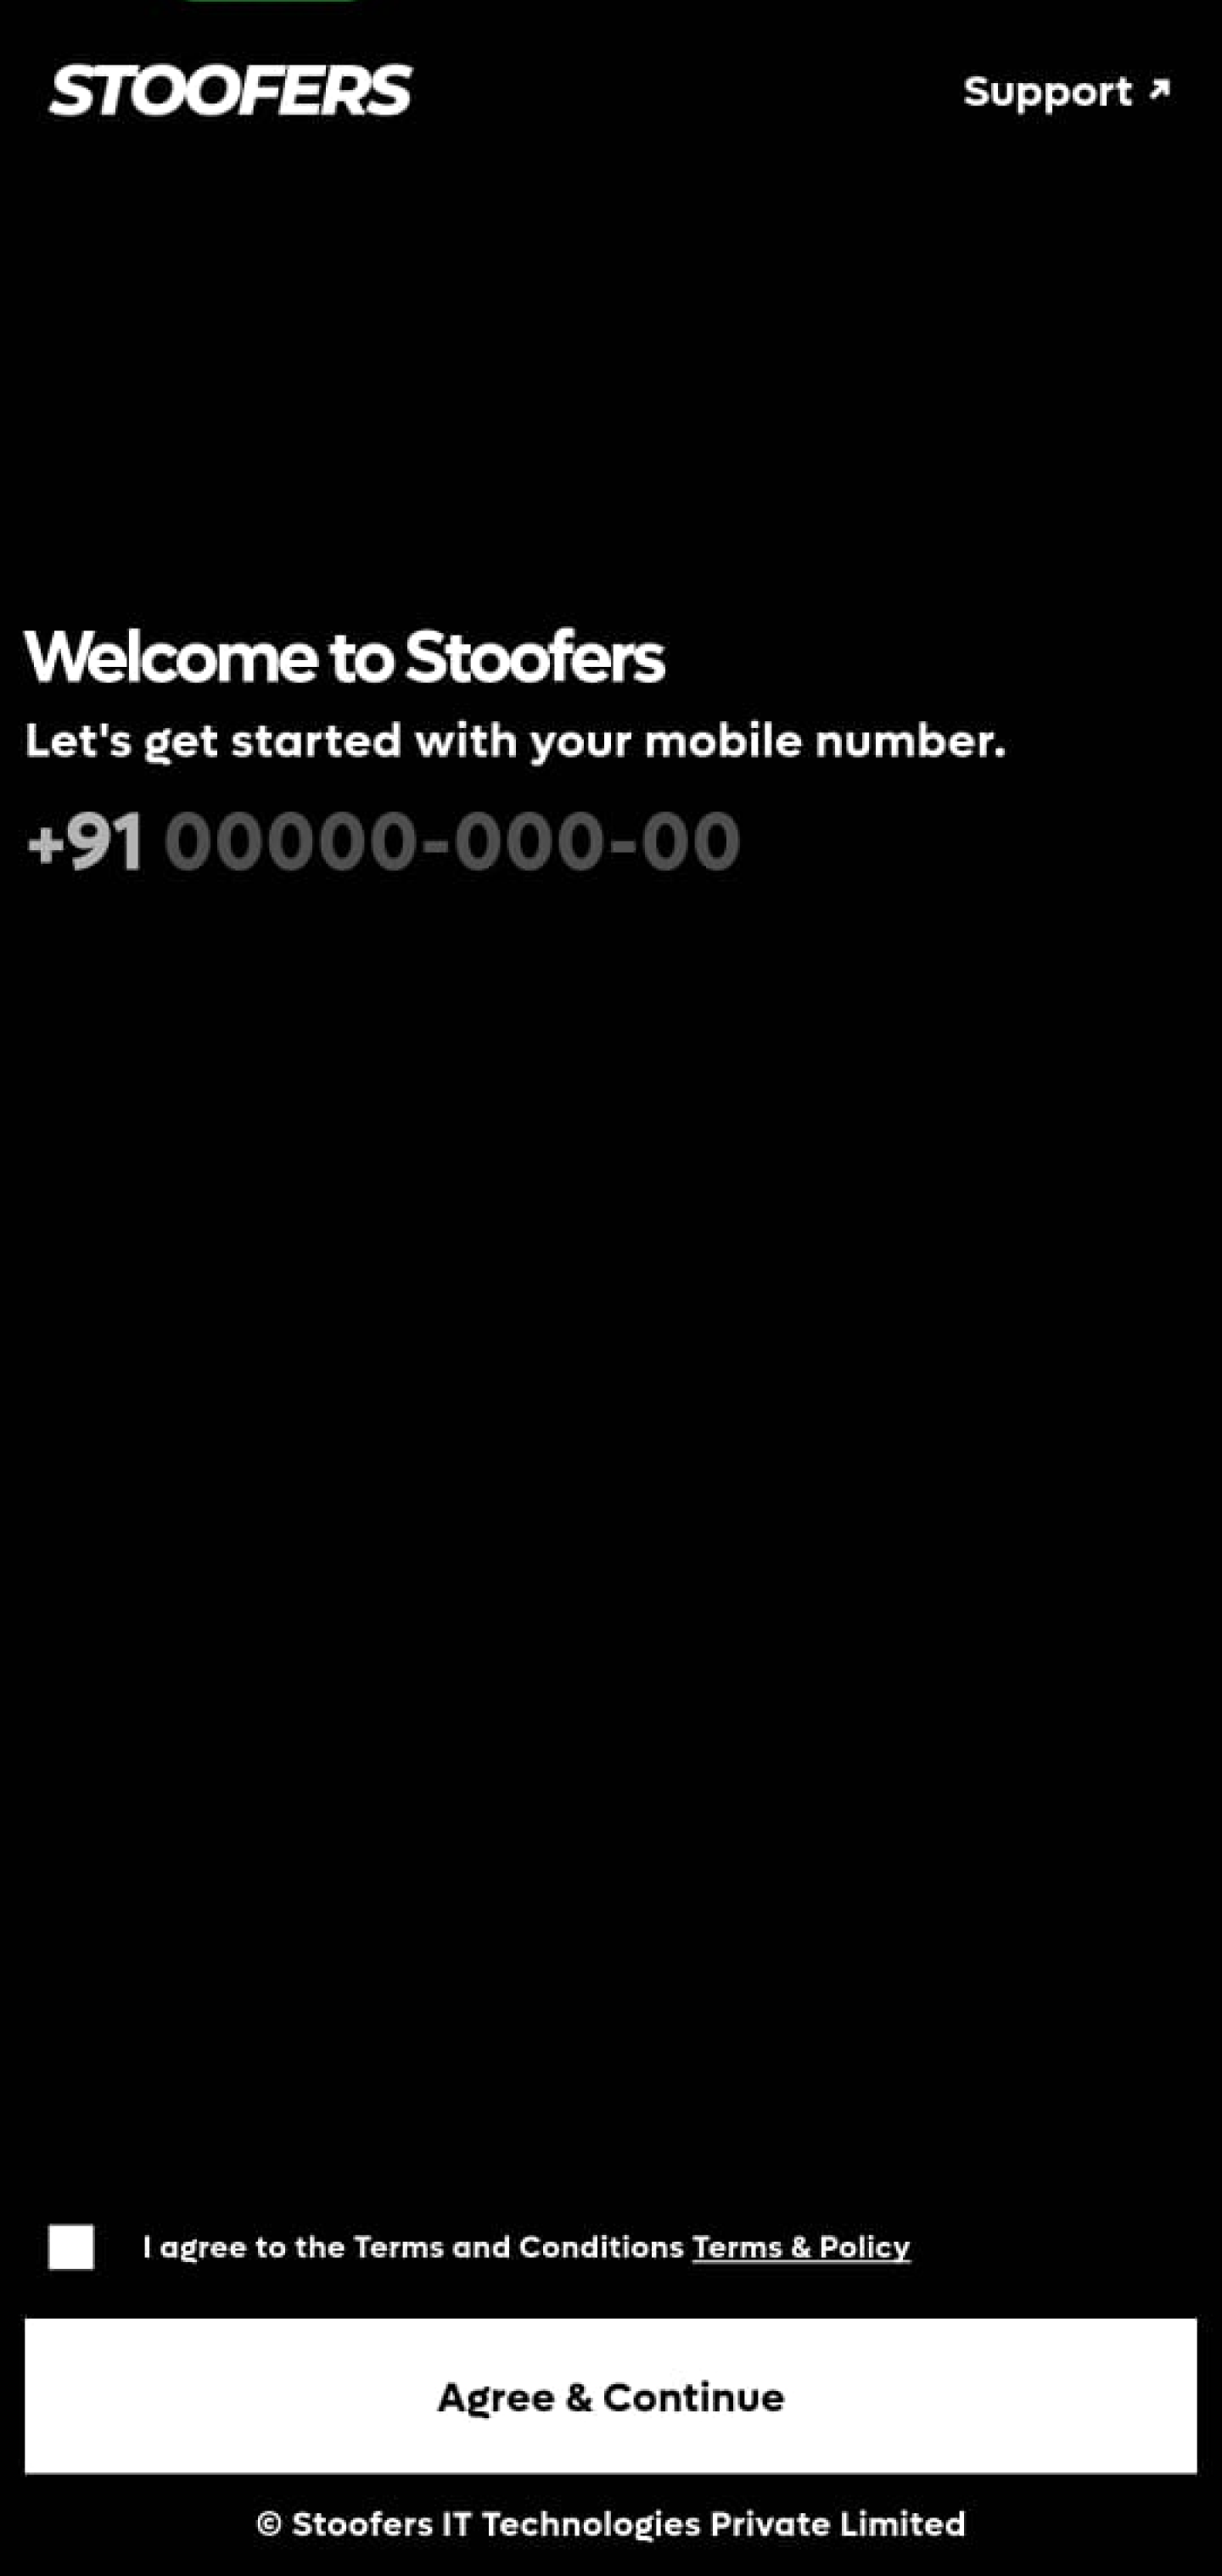 STOOFERS
Support ↗
Welcome to Stoofers
Let's get started with your mobile number.
+91 00000-000-00
I agree to the Terms and Conditions Terms & Policy
Agree & Continue
© Stoofers IT Technologies Private Limited